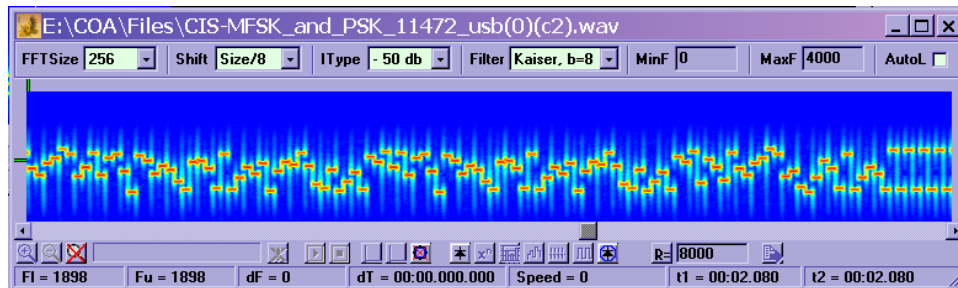 E:\COA\Files\CIS-MFSK_and_PSK_11472_usb(0)(c2).wav
FFTSize 256 Shift Size/8 IType - 50 db Filter Kaiser, b=8 MinF 0 MaxF 4000 AutoL
R= 8000
Fl = 1898 Fu = 1898 dF = 0 dT = 00:00.000.000 Speed = 0 t1 = 00:02.080 t2 = 00:02.080